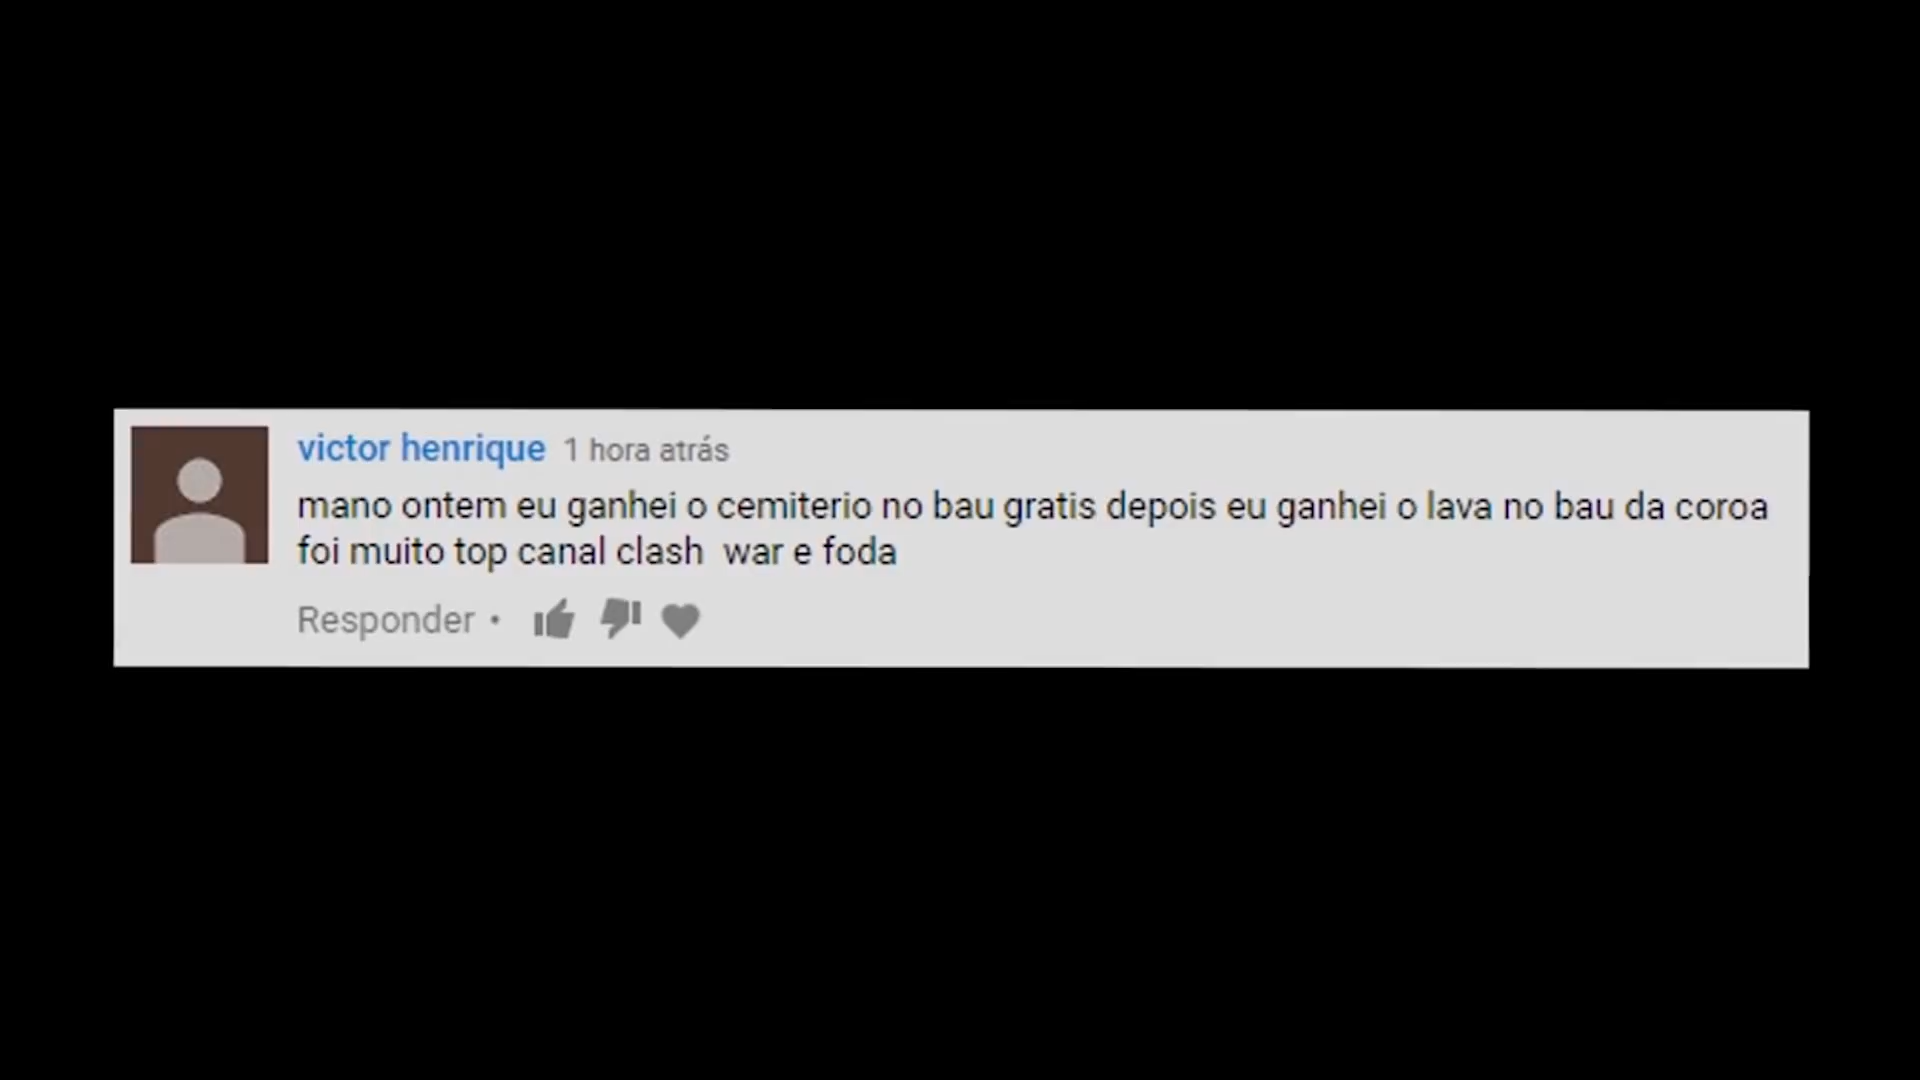 victor henrique 1 hora atrás
mano ontem eu ganhei o cemiterio no bau gratis depois eu ganhei o lava no bau da coroa
foi muito top canal clash  war e foda
Responder •